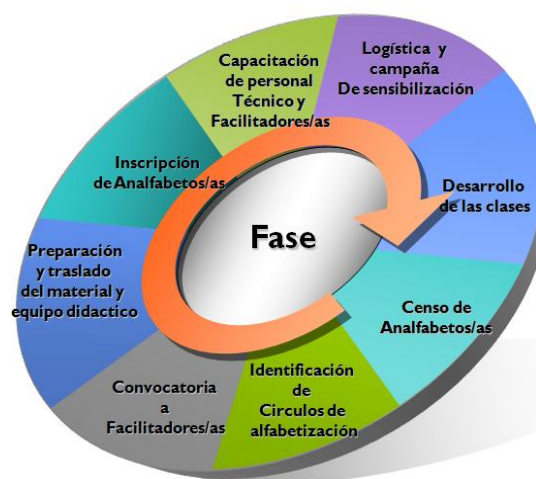 Capacitación
de personal
Técnico y
Facilitadores/as
Logística y
campaña
De sensibilización
Inscripción
de Analfabetos/as
Desarrollo
de las clases
Fase
Preparación
y traslado
del material y
equipo didactico
Censo de
Analfabetos/as
Convocatoria
a
Facilitadores/as
Identificación
de
Circulos de
alfabetización